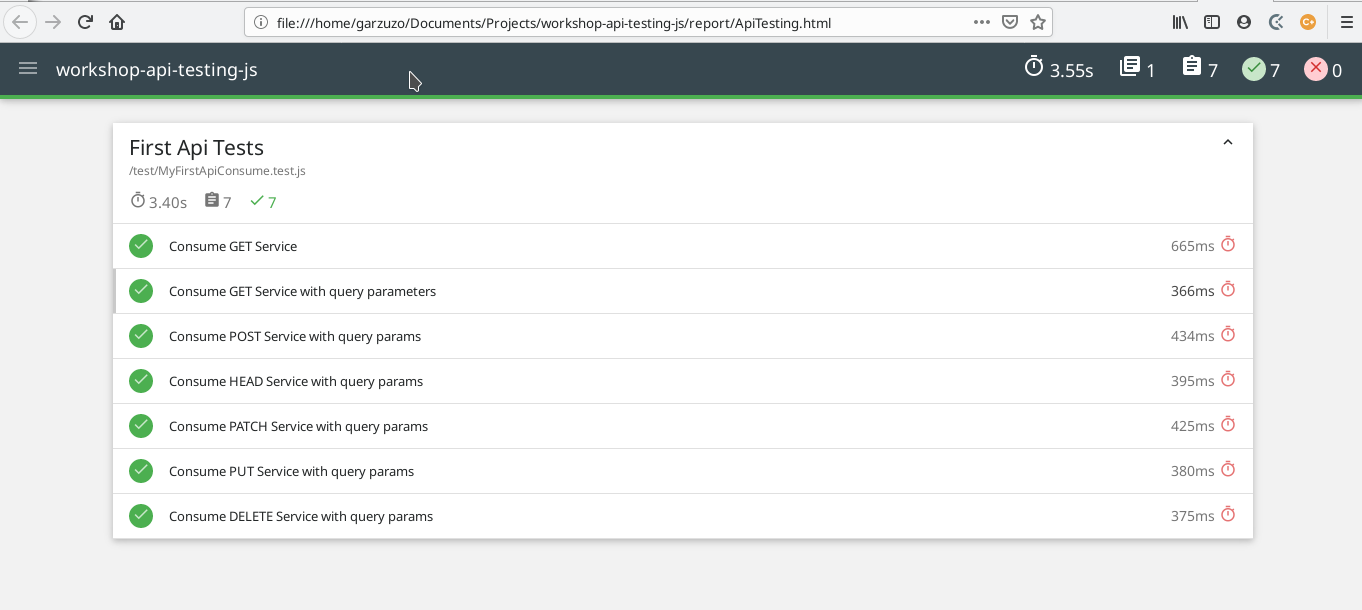 file:///home/garzuzo/Documents/Projects/workshop-api-testing-js/report/ApiTesting.html
workshop-api-testing-js 3.55s 1 7 7 0
First Api Tests
/test/MyFirstApiConsume.test.js
3.40s 7 7
Consume GET Service 665ms
Consume GET Service with query parameters 366ms
Consume POST Service with query params 434ms
Consume HEAD Service with query params 395ms
Consume PATCH Service with query params 425ms
Consume PUT Service with query params 380ms
Consume DELETE Service with query params 375ms